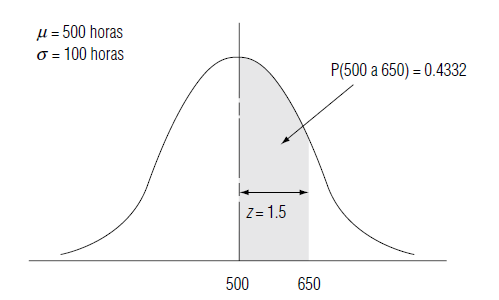 μ = 500 horas
σ = 100 horas
P(500 a 650) = 0.4332
z = 1.5
500 650